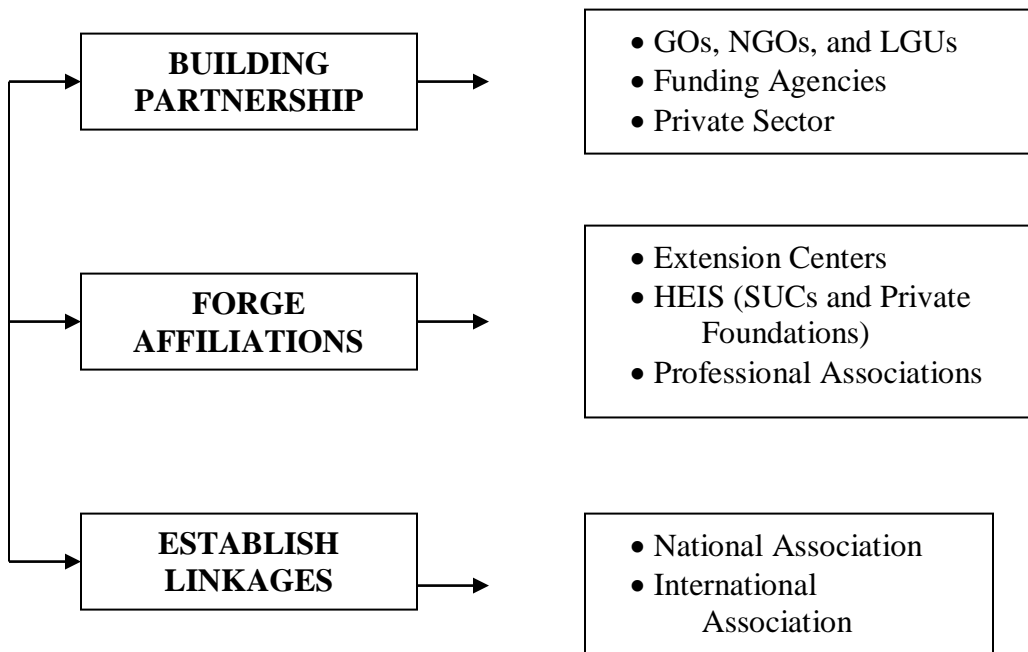 BUILDING
PARTNERSHIP
• GOs, NGOs, and LGUs
• Funding Agencies
• Private Sector
FORGE
AFFILIATIONS
• Extension Centers
• HEIS (SUCs and Private
Foundations)
• Professional Associations
ESTABLISH
LINKAGES
• National Association
• International
Association